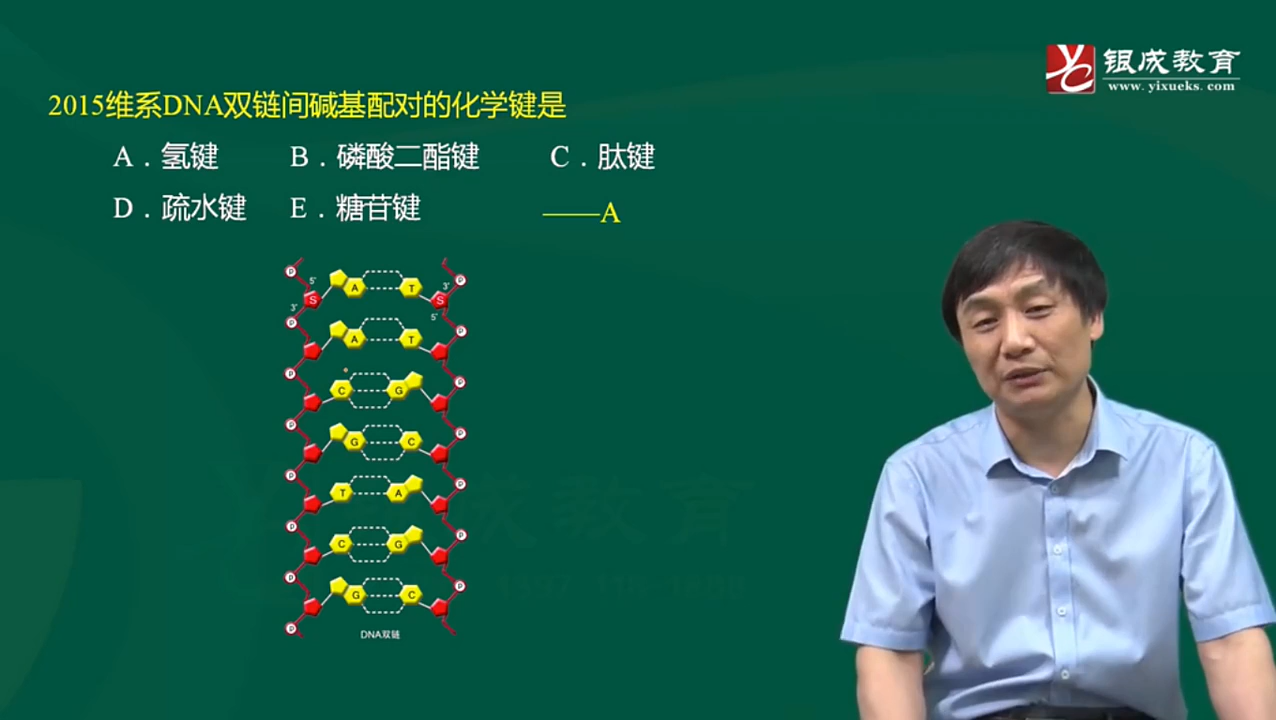 银成教育
www.yixueks.com
2015维系DNA双链间碱基配对的化学键是
A．氢键 B．磷酸二酯键 C．肽键
D．疏水键 E．糖苷键 ——A
P 5' A T 3' P
S S
3' P 5'
A T P
P C G P
P G C P
P T A P
P C G P
P G C P
P DNA双链